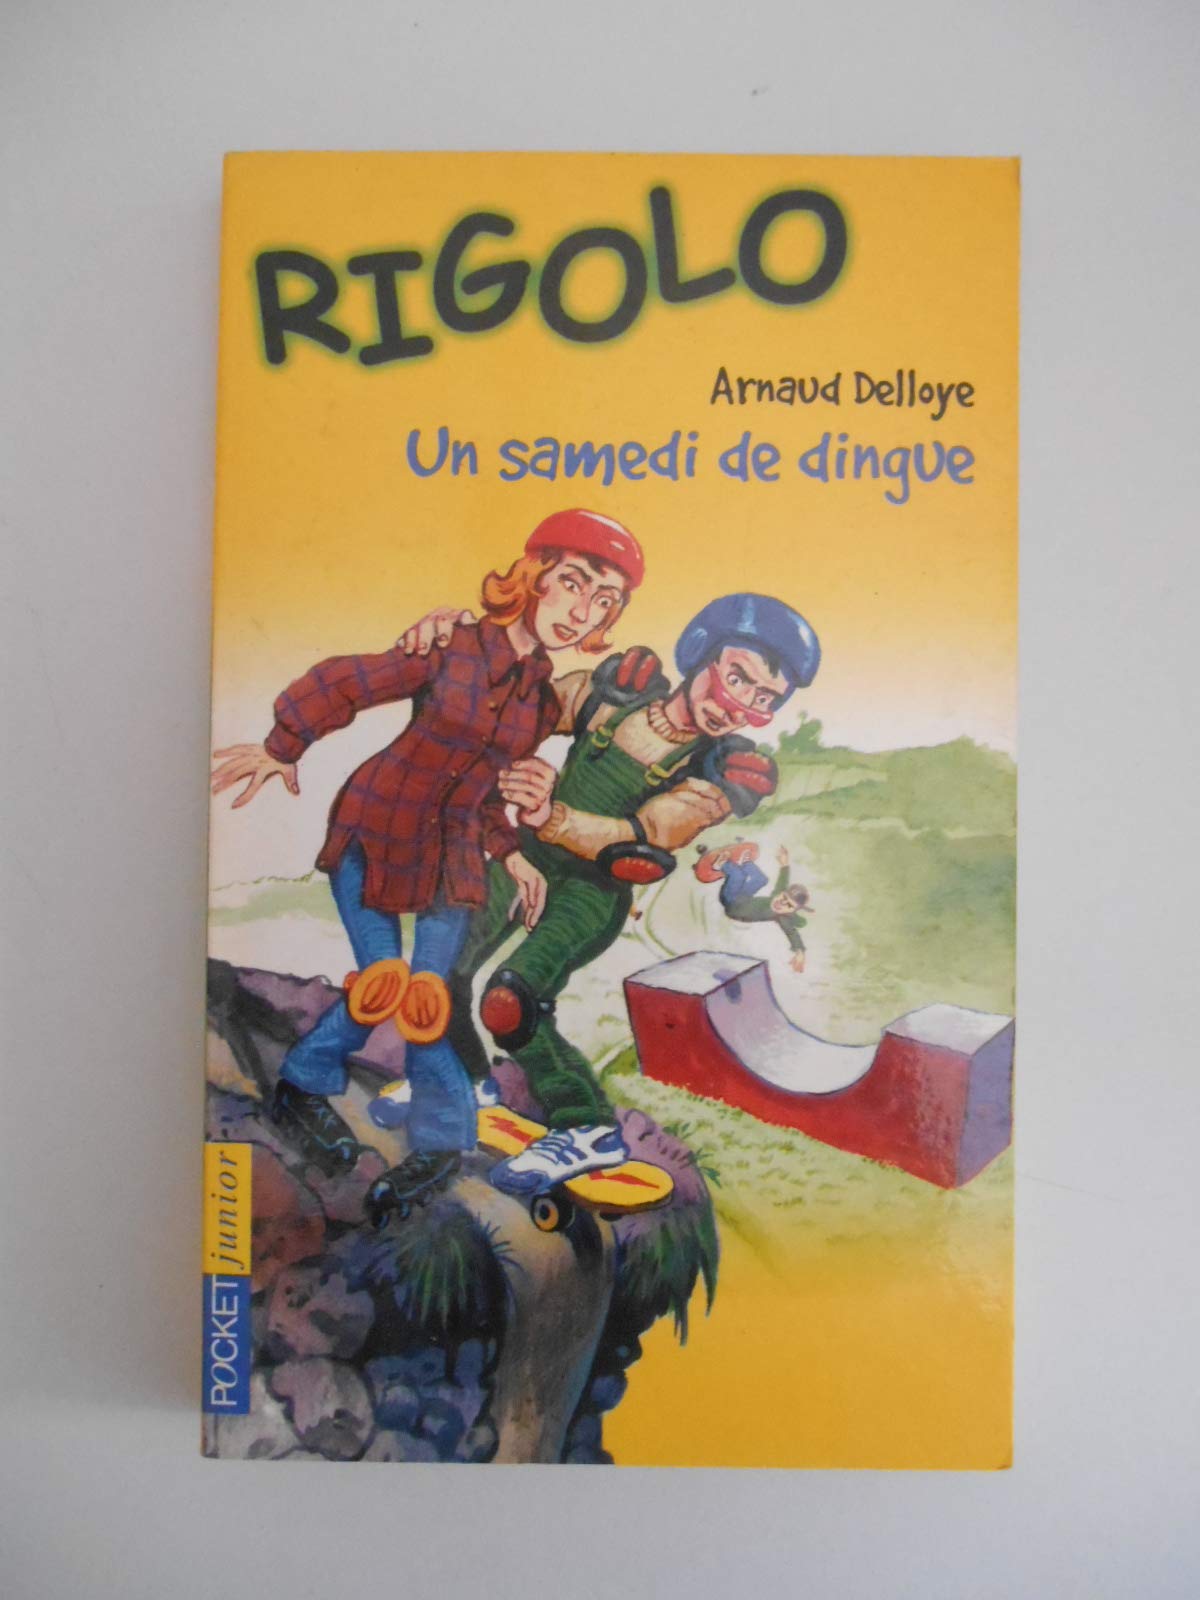 RIGOLO
Arnaud Delloye
Un samedi de dingue
POCKET junior